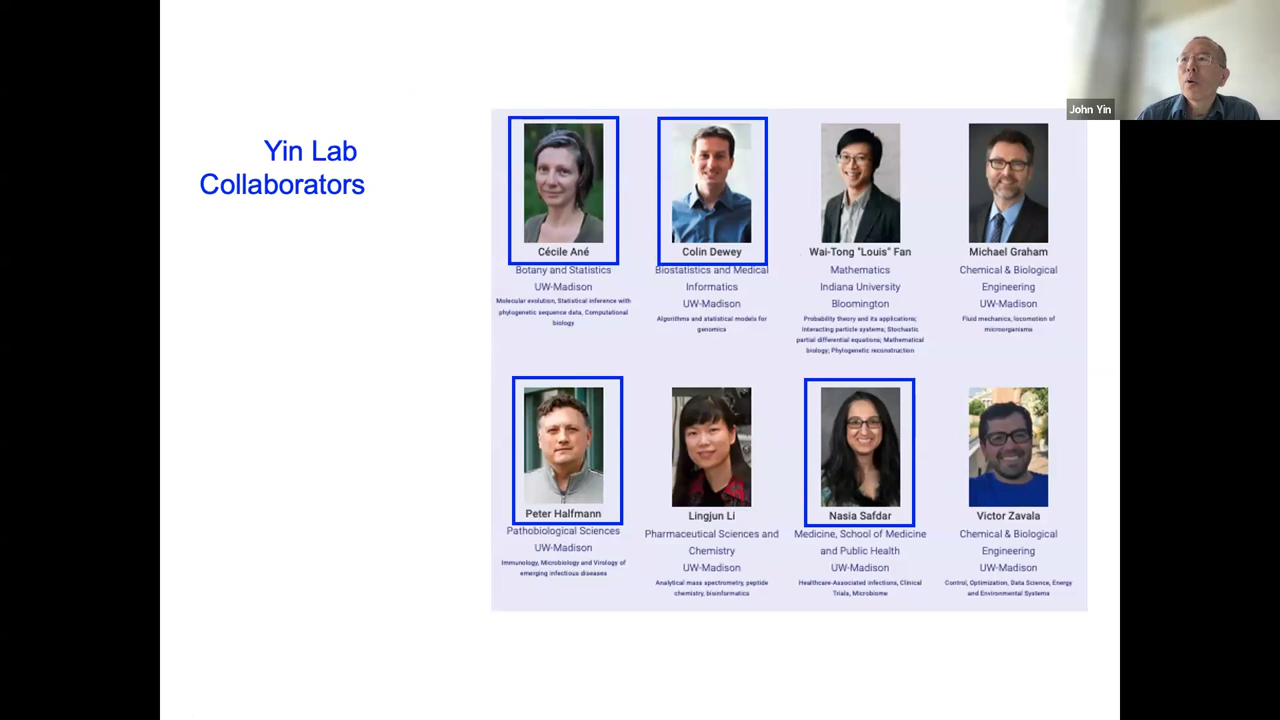 John Yin
Yin Lab
Collaborators
Cécile Ané
Botany and Statistics
UW-Madison
Molecular evolution, Statistical inference with
phylogenetic sequence data, Computational
biology
Colin Dewey
Biostatistics and Medical
Informatics
UW-Madison
Algorithms and statistical models for
genomics
Wai-Tong "Louis" Fan
Mathematics
Indiana University
Bloomington
Probability theory and its applications;
Interacting particle systems; Stochastic
partial differential equations; Mathematical
biology; Phylogenetic reconstruction
Michael Graham
Chemical & Biological
Engineering
UW-Madison
Fluid mechanics, locomotion of
microorganisms
Peter Halfmann
Pathobiological Sciences
UW-Madison
Immunology, Microbiology and Virology of
emerging infectious diseases
Lingjun Li
Pharmaceutical Sciences and
Chemistry
UW-Madison
Analytical mass spectrometry, peptide
chemistry, bioinformatics
Nasia Safdar
Medicine, School of Medicine
and Public Health
UW-Madison
Healthcare-Associated infections, Clinical
Trials, Microbiome
Victor Zavala
Chemical & Biological
Engineering
UW-Madison
Control, Optimization, Data Science, Energy
and Environmental Systems